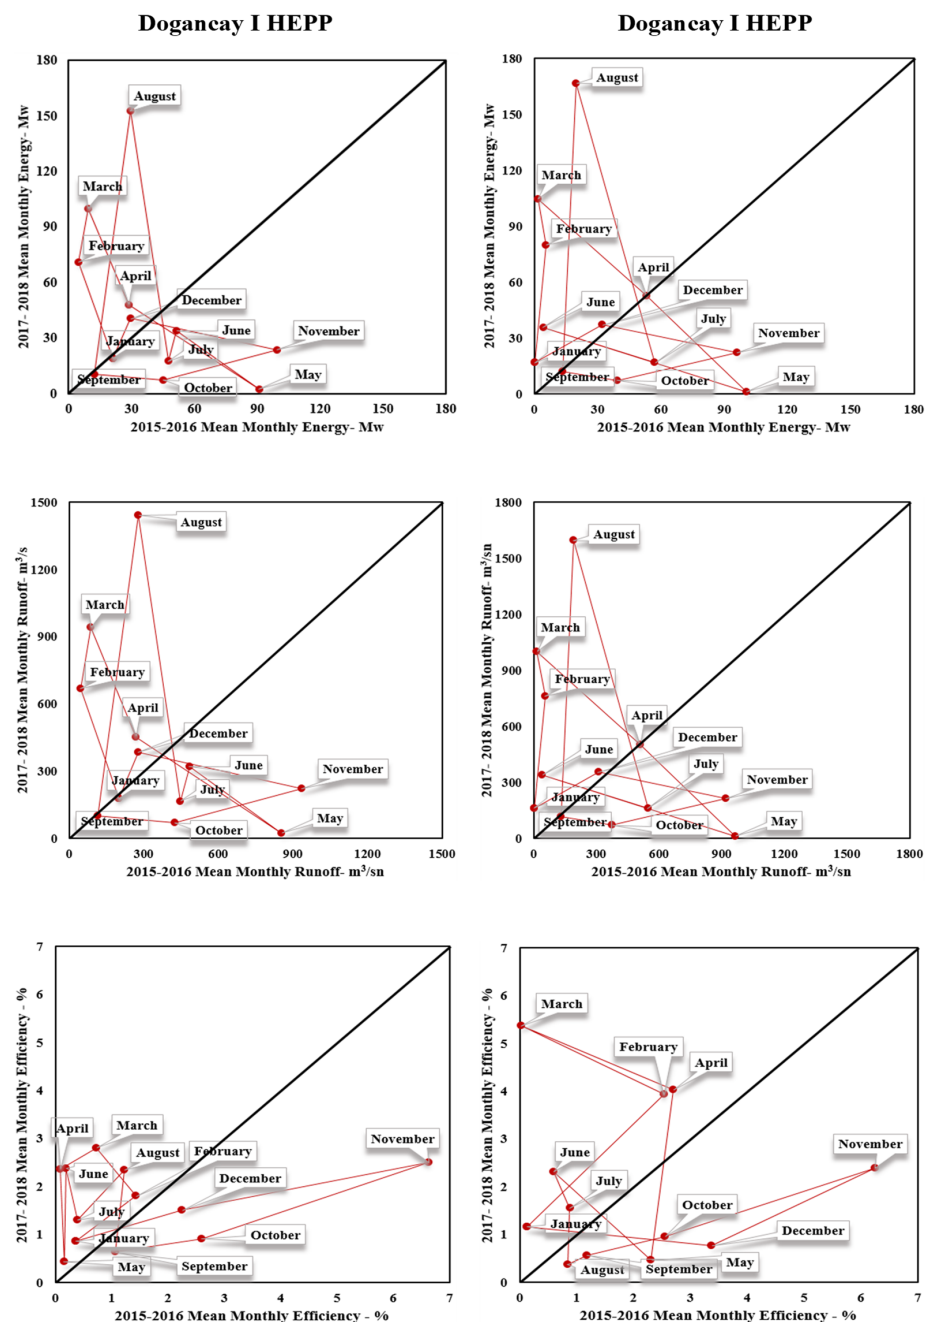 Dogancay I HEPP
Dogancay I HEPP
2017- 2018 Mean Monthly Energy- Mw
180
150
120
90
60
30
0
August
March
February
April
December
January
June
November
July
September
October
May
0 30 60 90 120 150 180
2015-2016 Mean Monthly Energy- Mw
2017- 2018 Mean Monthly Energy- Mw
180
150
120
90
60
30
0
August
March
February
April
December
June
July
November
January
September
October
May
0 30 60 90 120 150 180
2015-2016 Mean Monthly Energy- Mw
2017- 2018 Mean Monthly Runoff- m³/s
1500
1200
900
600
300
0
August
March
February
April
December
June
November
January
July
September
October
May
0 300 600 900 1200 1500
2015-2016 Mean Monthly Runoff- m³/sn
2017- 2018 Mean Monthly Runoff- m³/sn
1800
1500
1200
900
600
300
0
August
March
February
April
December
June
July
November
January
September
October
May
0 300 600 900 1200 1500 1800
2015-2016 Mean Monthly Runoff- m³/sn
2017- 2018 Mean Monthly Efficiency - %
7
6
5
4
3
2
1
0
April
March
November
August
February
June
December
July
October
January
May
September
0 1 2 3 4 5 6 7
2015-2016 Mean Monthly Efficiency - %
2017- 2018 Mean Monthly Efficiency - %
7
6
5
4
3
2
1
0
March
February
April
June
November
July
October
January
December
August
September
May
0 1 2 3 4 5 6 7
2015-2016 Mean Monthly Efficiency - %